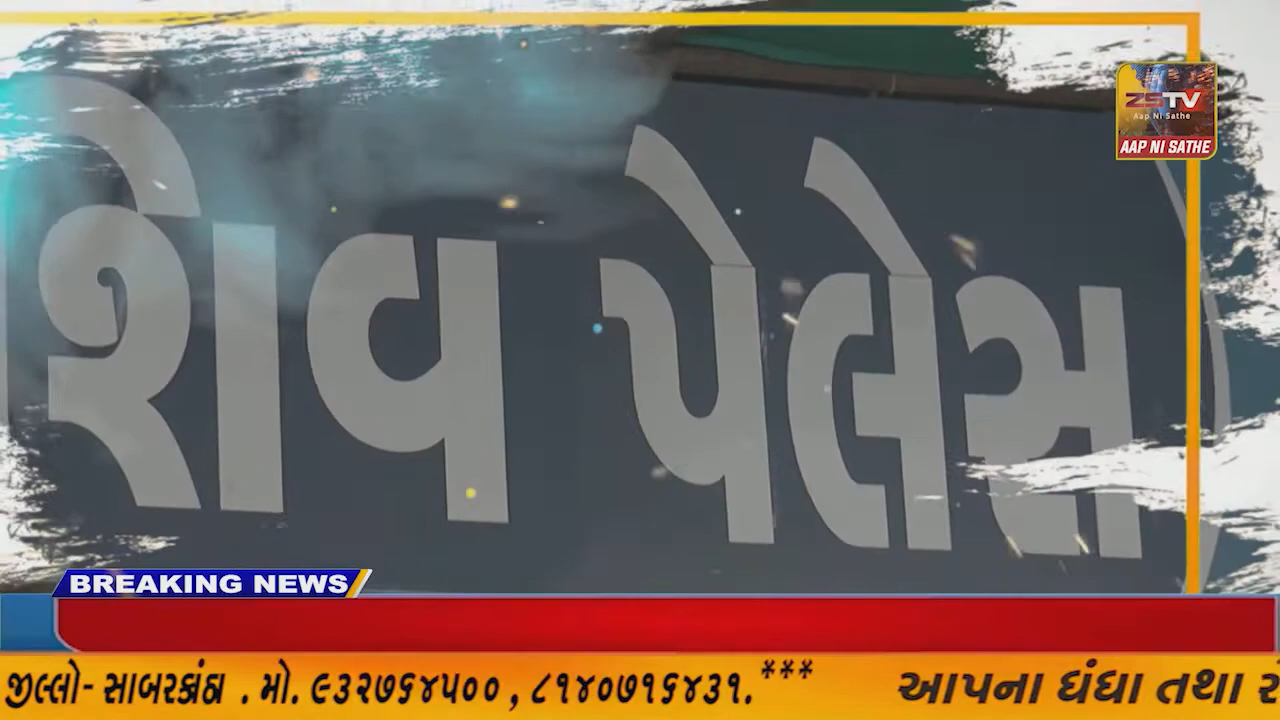 શિવ પેલેસ
ZSTV
Aap Ni Sathe
AAP NI SATHE
BREAKING NEWS
જીલ્લો- સાબરકાંઠા . મો. ૯૩૨૭૬૪૫૦૦ , ૮૧૪૦૭૧૬૪૩૧.*** આપના ધંધા તથા